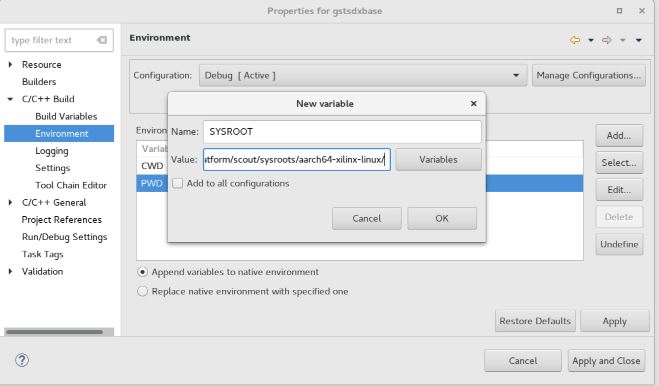 Properties for gstsdxbase
type filter text
Environment
Resource
Builders
C/C++ Build
Build Variables
Environment
Logging
Settings
Tool Chain Editor
C/C++ General
Project References
Run/Debug Settings
Task Tags
Validation
Configuration: Debug [ Active ] Manage Configurations...
New variable
Name: SYSROOT
Value: atform/scout/sysroots/aarch64-xilinx-linux/ Variables
Add to all configurations
Cancel OK
Environ
Variab
CWD
PWD
Add...
Select...
Edit...
Delete
Undefine
Append variables to native environment
Replace native environment with specified one
Restore Defaults Apply
Cancel Apply and Close